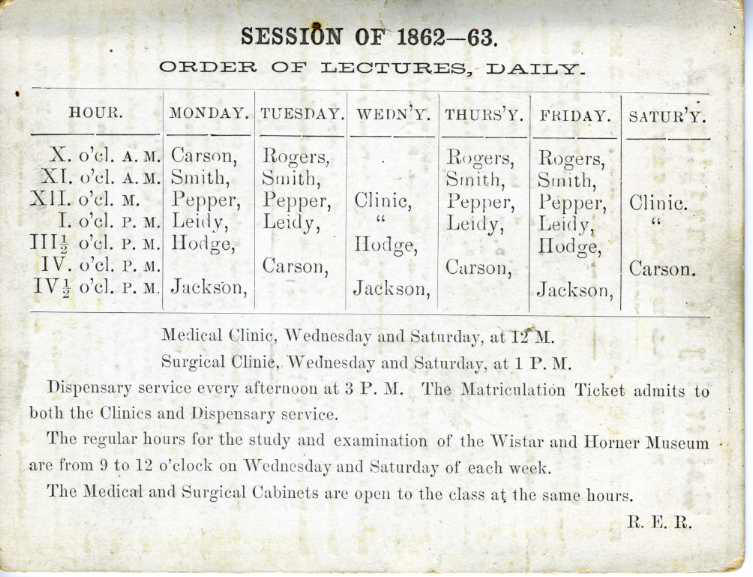 SESSION OF 1862—63.
ORDER OF LECTURES, DAILY.
HOUR. MONDAY. TUESDAY. WEDN'Y. THURS'Y. FRIDAY. SATUR'Y.
X. o'cl. A. M. Carson, Rogers, Rogers, Rogers,
XI. o'cl. A. M. Smith, Smith, Smith, Smith,
XII. o'cl. M. Pepper, Pepper, Clinic, Pepper, Pepper, Clinic.
I. o'cl. P. M. Leidy, Leidy, “ Leidy, Leidy, “
III½ o'cl. P. M. Hodge, Hodge, Hodge,
IV. o'cl. P. M. Carson, Carson, Carson.
IV½ o'cl. P. M. Jackson, Jackson, Jackson,
Medical Clinic, Wednesday and Saturday, at 12 M.
Surgical Clinic, Wednesday and Saturday, at 1 P. M.
Dispensary service every afternoon at 3 P. M. The Matriculation Ticket admits to
both the Clinics and Dispensary service.
The regular hours for the study and examination of the Wistar and Horner Museum
are from 9 to 12 o'clock on Wednesday and Saturday of each week.
The Medical and Surgical Cabinets are open to the class at the same hours.
R. E. R.